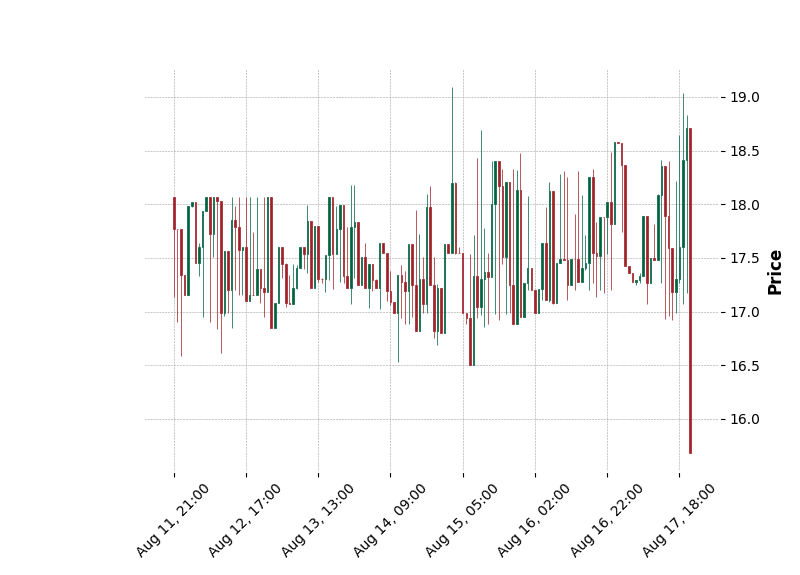 19.0
18.5
18.0
17.5
17.0
16.5
16.0
Price
Aug 11, 21:00
Aug 12, 17:00
Aug 13, 13:00
Aug 14, 09:00
Aug 15, 05:00
Aug 16, 02:00
Aug 16, 22:00
Aug 17, 18:00